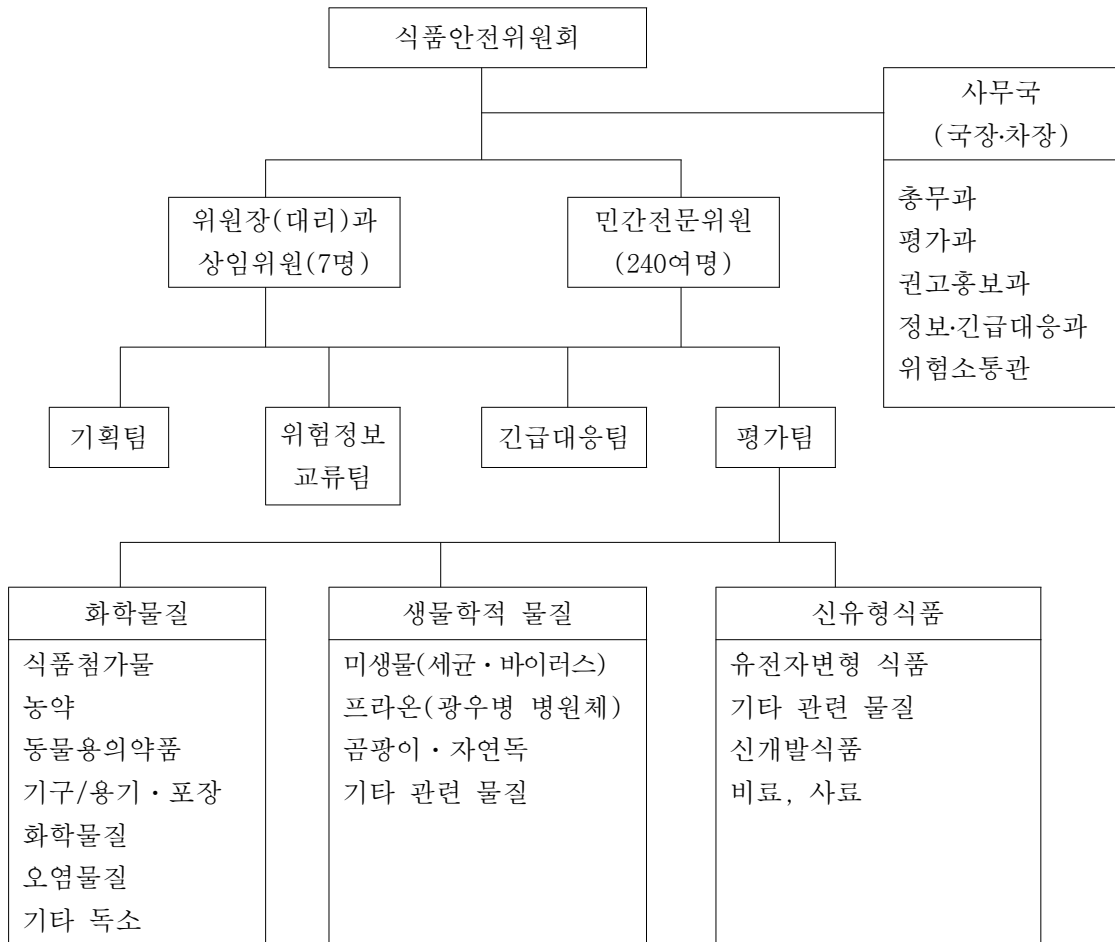 식품안전위원회
사무국
(국장·차장)
총무과
평가과
권고홍보과
정보·긴급대응과
위험소통관
위원장(대리)과
상임위원(7명)
민간전문위원
(240여명)
기획팀
위험정보
교류팀
긴급대응팀
평가팀
화학물질
식품첨가물
농약
동물용의약품
기구/용기·포장
화학물질
오염물질
기타 독소
생물학적 물질
미생물(세균·바이러스)
프라온(광우병 병원체)
곰팡이·자연독
기타 관련 물질
신유형식품
유전자변형 식품
기타 관련 물질
신개발식품
비료, 사료